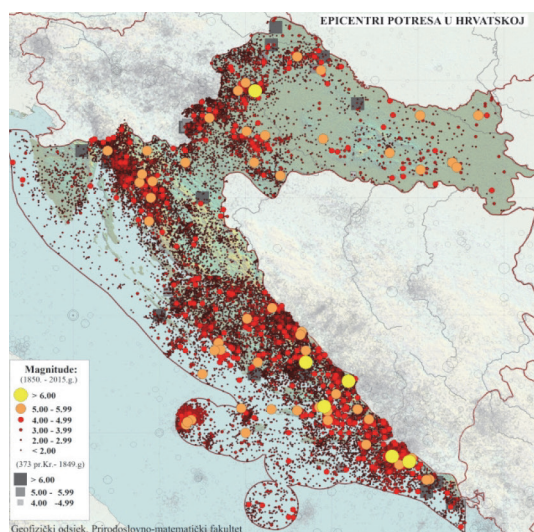 EPICENTRI POTRESA U HRVATSKOJ
Magnitude:
(1850. - 2015.g.)
> 6.00
5.00 - 5.99
4.00 - 4.99
3.00 - 3.99
2.00 - 2.99
< 2.00
(373 pr.Kr.- 1849.g)
> 6.00
5.00 - 5.99
4.00 -4.99
Geofizički odsjek, Prirodoslovno-matematički fakultet